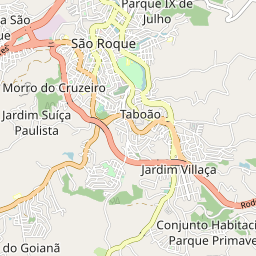 Parque IX de
Julho
a São
que
São Roque
Morro do Cruzeiro
Jardim Suíça
Paulista
Taboão
Jardim Villaça
Rod
Conjunto Habitaci
Parque Primave
do Goianã